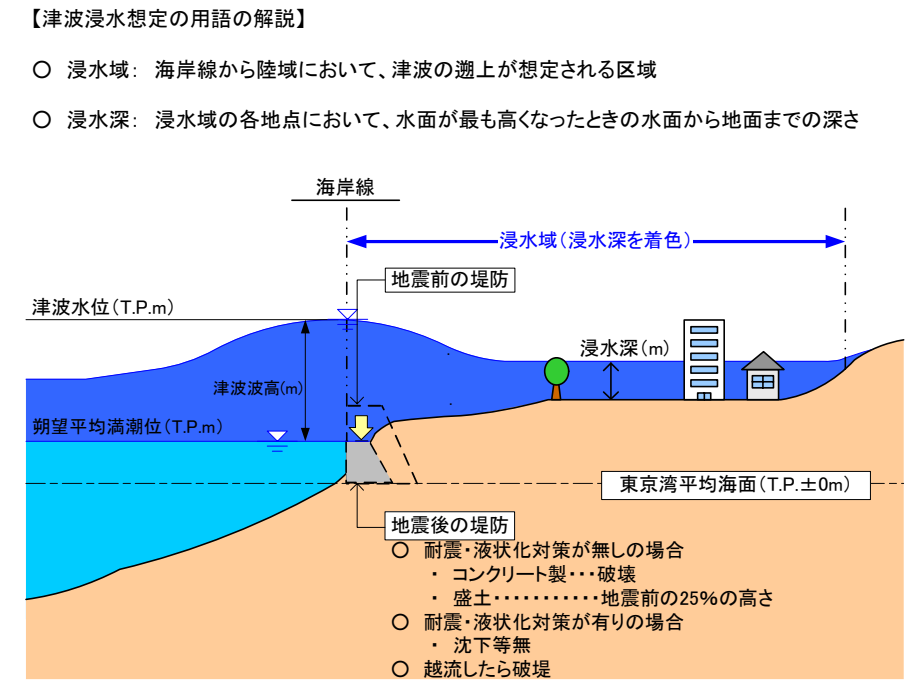 【津波浸水想定の用語の解説】
○ 浸水域： 海岸線から陸域において、津波の遡上が想定される区域
○ 浸水深： 浸水域の各地点において、水面が最も高くなったときの水面から地面までの深さ
海岸線
浸水域（浸水深を着色）
地震前の堤防
津波水位（T.P.m）
浸水深（m）
津波波高(m)
朔望平均満潮位（T.P.m）
東京湾平均海面（T.P.±0m）
地震後の堤防
○ 耐震・液状化対策が無しの場合
・ コンクリート製・・・破壊
・ 盛土・・・・・・・・・・・地震前の25％の高さ
○ 耐震・液状化対策が有りの場合
・ 沈下等無
○ 越流したら破堤